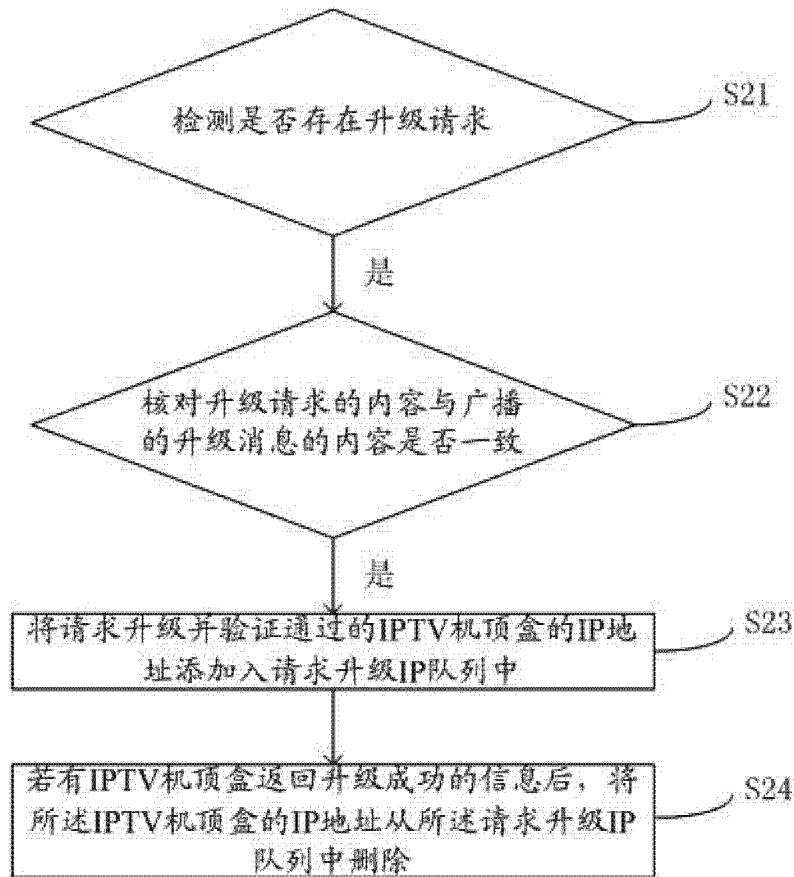 检测是否存在升级请求
S21
是
核对升级请求的内容与广播
的升级消息的内容是否一致
S22
是
将请求升级并验证通过的IPTV机顶盒的IP地
址添加入请求升级IP队列中
S23
若有IPTV机顶盒返回升级成功的信息后，将
所述IPTV机顶盒的IP地址从所述请求升级IP
队列中删除
S24